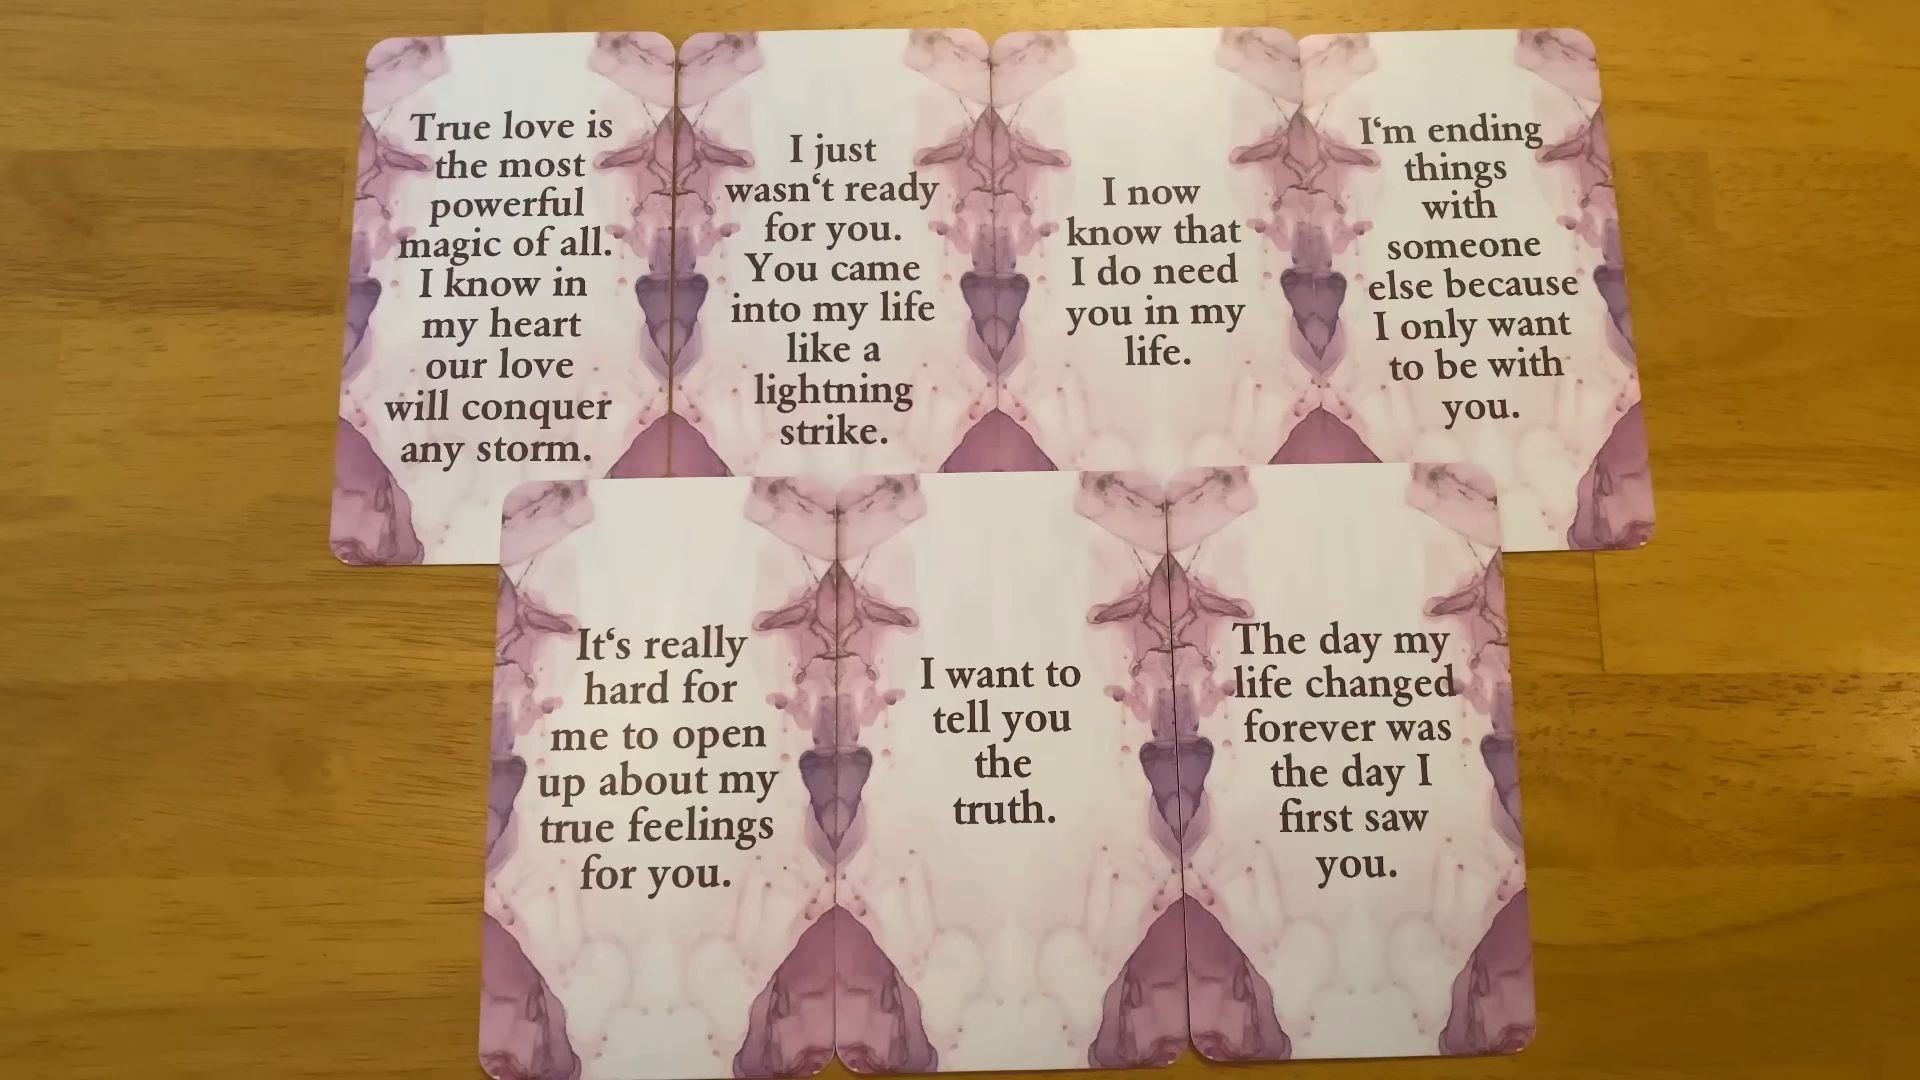 True love is
the most
powerful
magic of all.
I know in
my heart
our love
will conquer
any storm.
I just
wasn‘t ready
for you.
You came
into my life
like a
lightning
strike.
I now
know that
I do need
you in my
life.
I‘m ending
things
with
someone
else because
I only want
to be with
you.
It‘s really
hard for
me to open
up about my
true feelings
for you.
I want to
tell you
the
truth.
The day my
life changed
forever was
the day I
first saw
you.